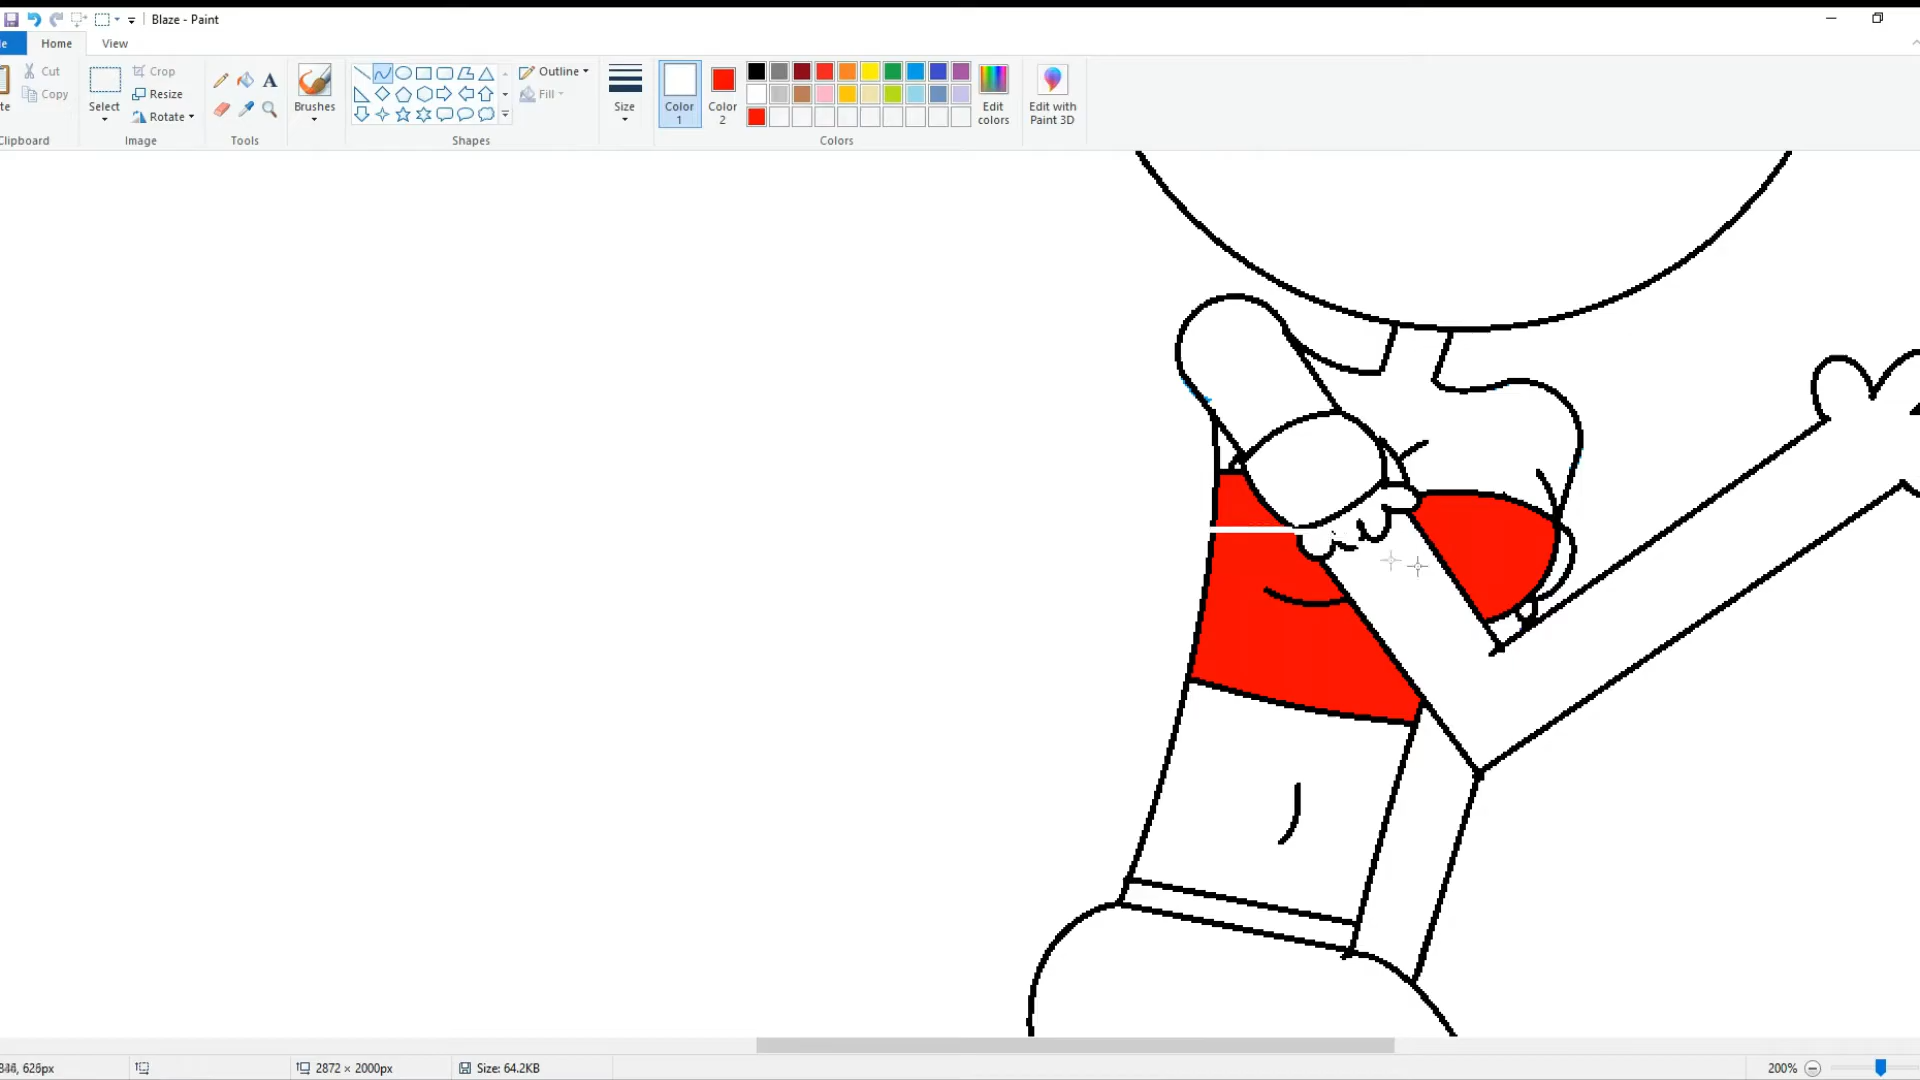 Blaze - Paint
Home View
Cut
Copy
Clipboard
Select
Crop
Resize
Rotate
Image
A
Tools
Brushes
Shapes
Outline
Fill
Size
Color
1
Color
2
Colors
Edit
colors
Edit with
Paint 3D
626px
2872 × 2000px
Size: 64.2KB
200%